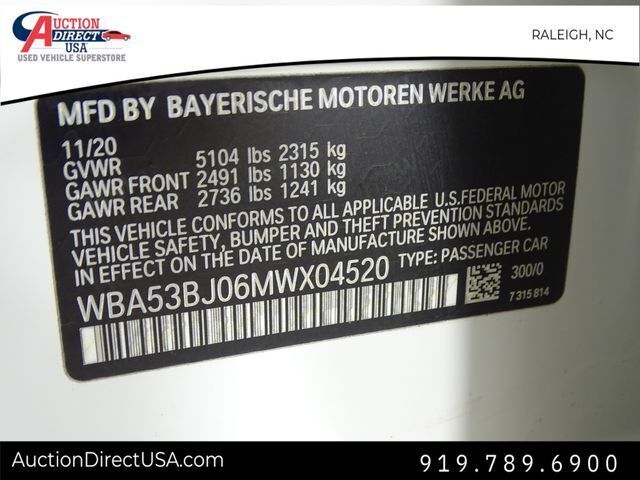 AUCTION
DIRECT
USA
USED VEHICLE SUPERSTORE
RALEIGH, NC
MFD BY BAYERISCHE MOTOREN WERKE AG
11/20
GVWR 5104 lbs 2315 kg
GAWR FRONT 2491 lbs 1130 kg
GAWR REAR 2736 lbs 1241 kg
THIS VEHICLE CONFORMS TO ALL APPLICABLE U.S.FEDERAL MOTOR
VEHICLE SAFETY, BUMPER AND THEFT PREVENTION STANDARDS
IN EFFECT ON THE DATE OF MANUFACTURE SHOWN ABOVE.
WBA53BJ06MWX04520 TYPE: PASSENGER CAR
300/0
7315814
AuctionDirectUSA.com
919.789.6900